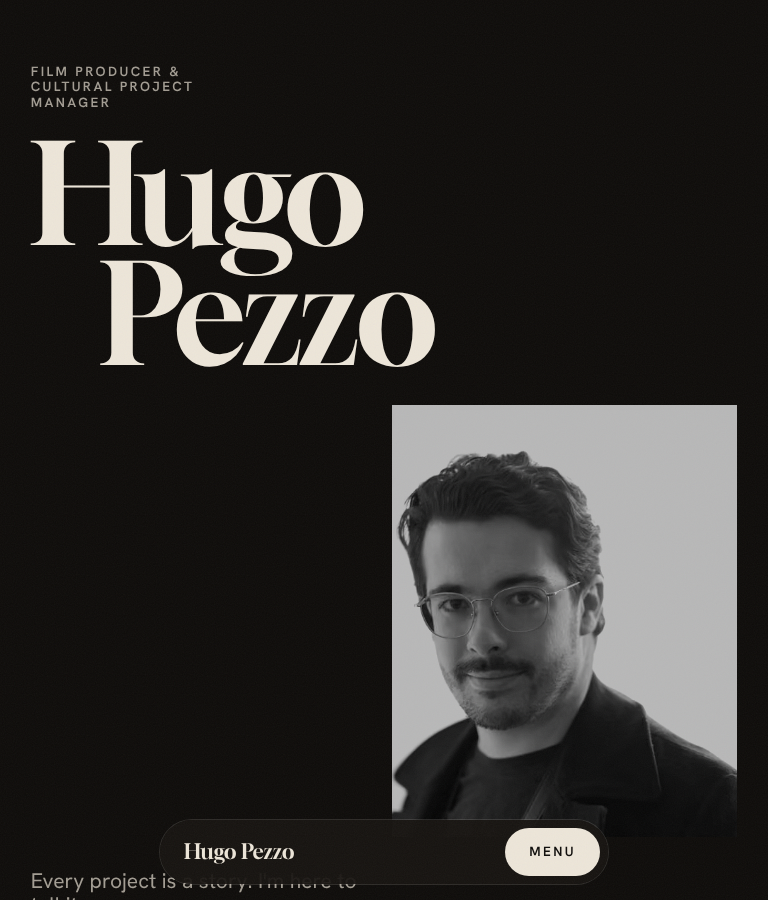 FILM PRODUCER &
CULTURAL PROJECT
MANAGER
Hugo
Pezzo
Hugo Pezzo
MENU
Every project is a story. I'm here to